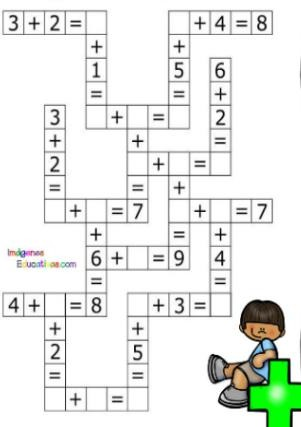 3 + 2 = + 4 = 8
+ +
1 5 6
= = +
3 + = 2
+ + =
2 + =
= = +
+ = 7 + = 7
+ = +
Imágenes
Educativas.com
6 + = 9 4
= =
4 + = 8 + 3 =
+ +
2 5
= =
+ =